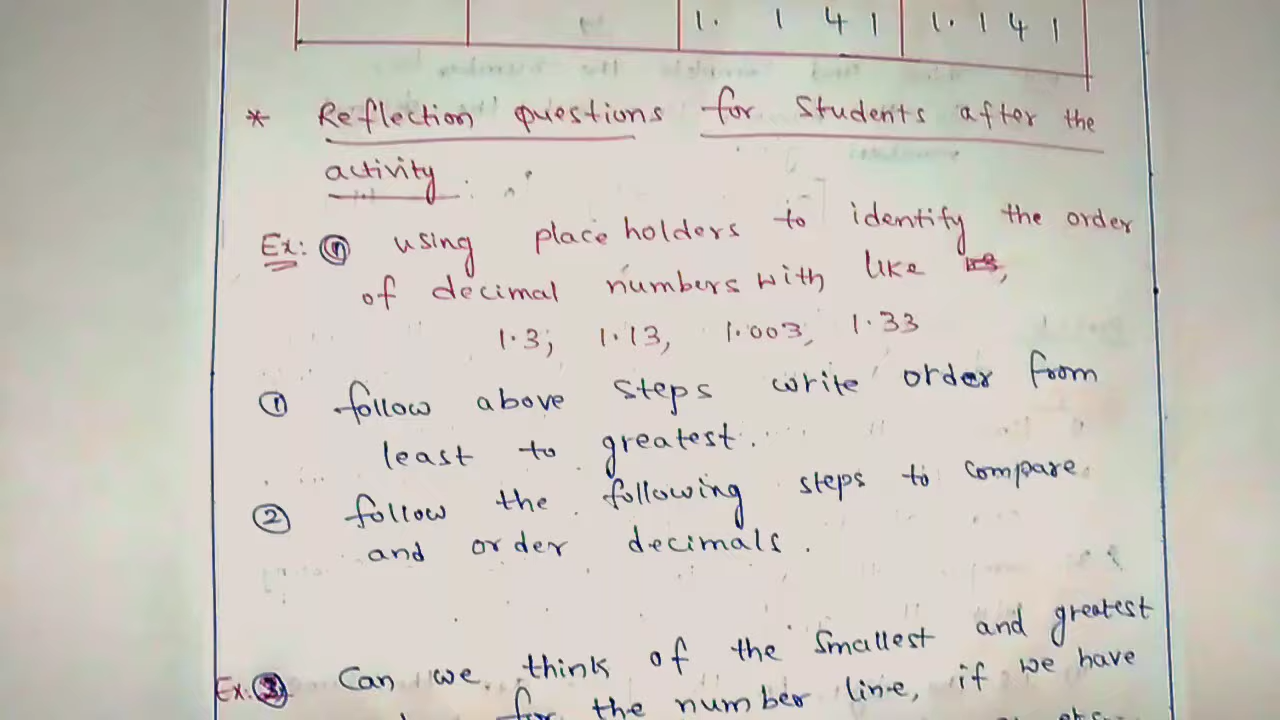 1. 1 4 1 1. 1 4 1
* Reflection questions for Students after the
activity.
Ex: ① using place holders to identify the order
of decimal numbers with like
1.3, 1.13, 1.003, 1.33
① follow above steps write order from
least to greatest.
② follow the following steps to compare
and order decimals.
Ex. ③ Can we think of the smallest and greatest
for the number line, if we have